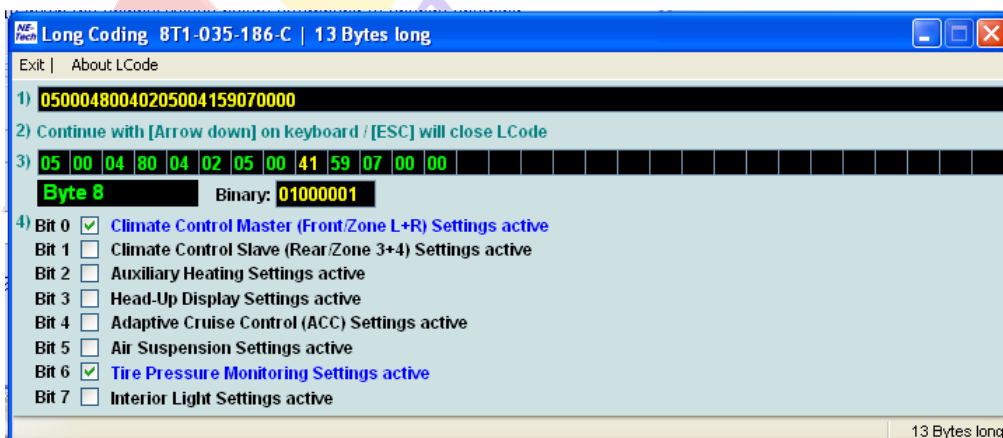 NE-Tech Long Coding 8T1-035-186-C | 13 Bytes long
Exit | About LCode
1) 05000480040205004159070000
2) Continue with [Arrow down] on keyboard / [ESC] will close LCode
3) 05 00 04 80 04 02 05 00 41 59 07 00 00
Byte 8 Binary: 01000001
4) Bit 0 Climate Control Master (Front/Zone L+R) Settings active
Bit 1 Climate Control Slave (Rear/Zone 3+4) Settings active
Bit 2 Auxiliary Heating Settings active
Bit 3 Head-Up Display Settings active
Bit 4 Adaptive Cruise Control (ACC) Settings active
Bit 5 Air Suspension Settings active
Bit 6 Tire Pressure Monitoring Settings active
Bit 7 Interior Light Settings active
13 Bytes long